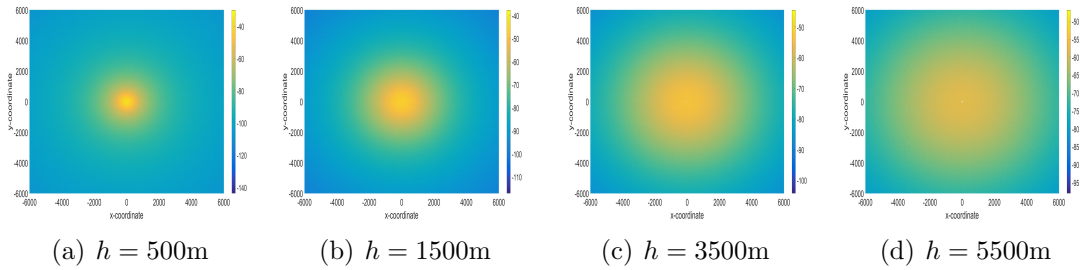 6000 4000 2000 0 -2000 -4000 -6000
y-coordinate
-6000 -4000 -2000 0 2000 4000 6000
x-coordinate
-40 -60 -80 -100 -120 -140
(a) h = 500m
6000 4000 2000 0 -2000 -4000 -6000
y-coordinate
-6000 -4000 -2000 0 2000 4000 6000
x-coordinate
-40 -50 -60 -70 -80 -90 -100 -110
(b) h = 1500m
6000 4000 2000 0 -2000 -4000 -6000
y-coordinate
-6000 -4000 -2000 0 2000 4000 6000
x-coordinate
-50 -60 -70 -80 -90 -100
(c) h = 3500m
6000 4000 2000 0 -2000 -4000 -6000
y-coordinate
-6000 -4000 -2000 0 2000 4000 6000
x-coordinate
-50 -55 -60 -65 -70 -75 -80 -85
(d) h = 5500m